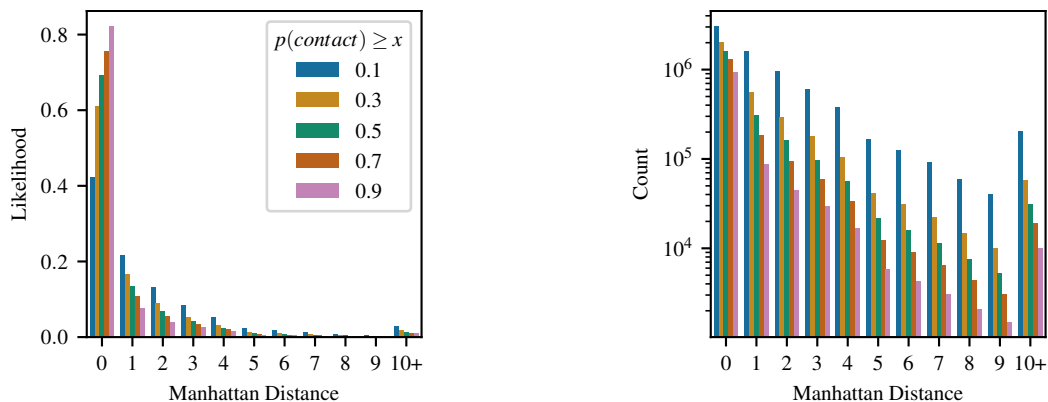 0.8
0.6
0.4
0.2
0.0
Likelihood
p(contact) ≥ x
0.1
0.3
0.5
0.7
0.9
0 1 2 3 4 5 6 7 8 9 10+
Manhattan Distance
10⁶
10⁵
10⁴
Count
0 1 2 3 4 5 6 7 8 9 10+
Manhattan Distance